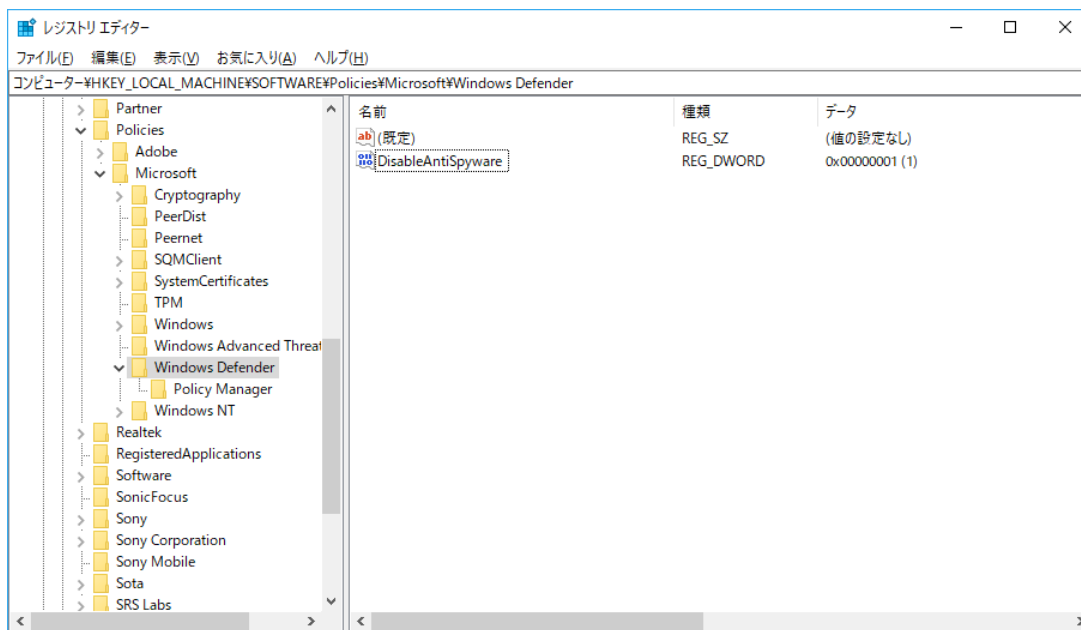 レジストリ エディター
ファイル(F) 編集(E) 表示(V) お気に入り(A) ヘルプ(H)
コンピューター¥HKEY_LOCAL_MACHINE¥SOFTWARE¥Policies¥Microsoft¥Windows Defender
Partner
Policies
Adobe
Microsoft
Cryptography
PeerDist
Peernet
SQMClient
SystemCertificates
TPM
Windows
Windows Advanced Threat
Windows Defender
Policy Manager
Windows NT
Realtek
RegisteredApplications
Software
SonicFocus
Sony
Sony Corporation
Sony Mobile
Sota
SRS Labs
名前 種類 データ
ab (既定) REG_SZ (値の設定なし)
DisableAntiSpyware REG_DWORD 0x00000001 (1)